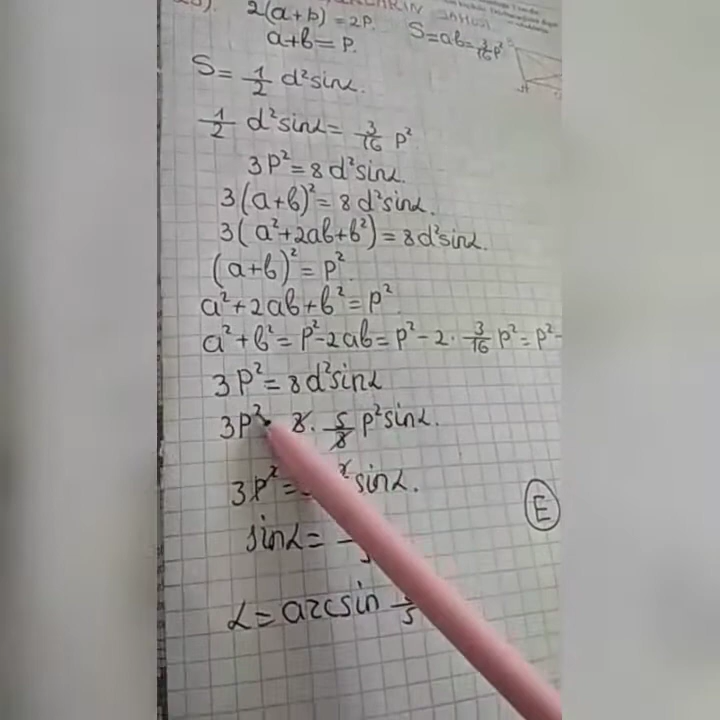 2(a+b)=2P.
a+b=P.
S=ab=3/16 P²
S=1/2 d²sinα.
1/2 d²sinα=3/16 P²
3P²=8d²sinα.
3(a+b)²=8d²sinα.
3(a²+2ab+b²)=8d²sinα.
(a+b)²=P².
a²+2ab+b²=P²
a²+b²=P²-2ab=P²-2·3/16 P²=P²-
3P²=8d²sinα
3P² 8·5/8 P²sinα.
3P²= sinα.
E
sinα=
α=arcsin /5